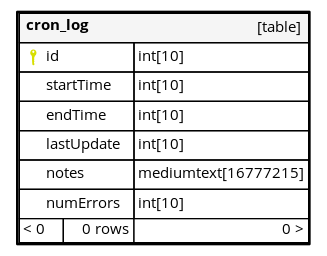 cron_log [table]
id int[10]
startTime int[10]
endTime int[10]
lastUpdate int[10]
notes mediumtext[16777215]
numErrors int[10]
< 0 0 rows 0 >